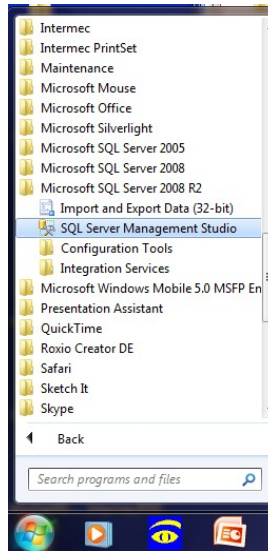 Intermec
Intermec PrintSet
Maintenance
Microsoft Mouse
Microsoft Office
Microsoft Silverlight
Microsoft SQL Server 2005
Microsoft SQL Server 2008
Microsoft SQL Server 2008 R2
Import and Export Data (32-bit)
SQL Server Management Studio
Configuration Tools
Integration Services
Microsoft Windows Mobile 5.0 MSFP En
Presentation Assistant
QuickTime
Roxio Creator DE
Safari
Sketch It
Skype
Back
Search programs and files